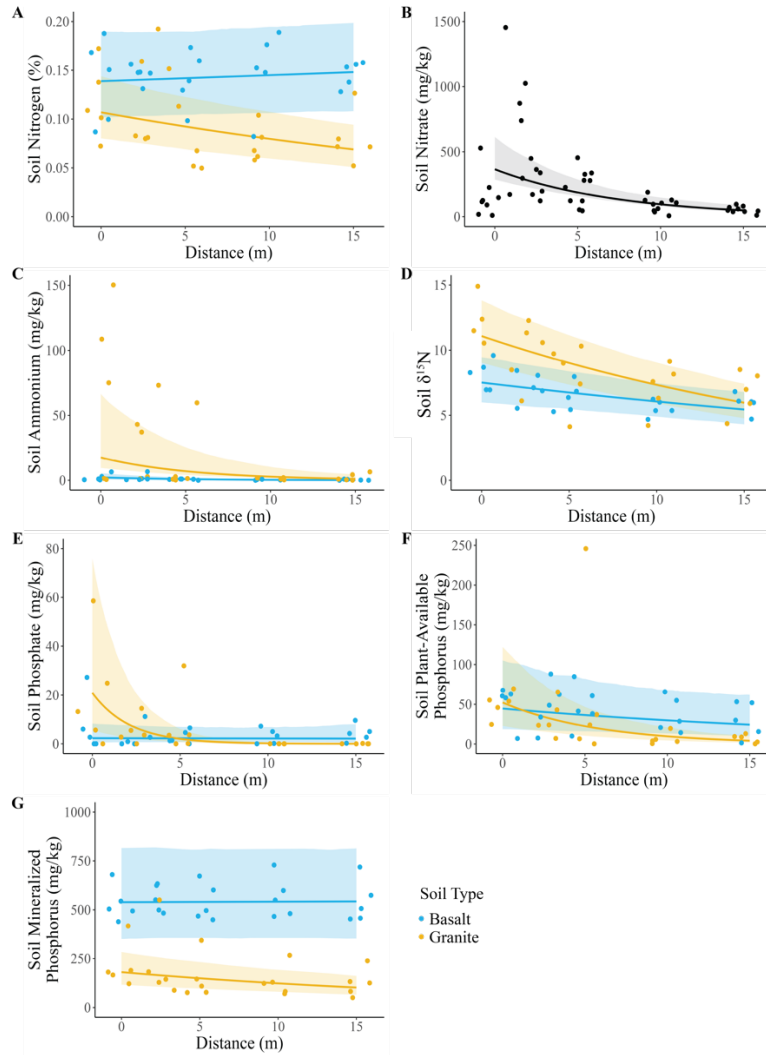 A
Soil Nitrogen (%)
0.20
0.15
0.10
0.05
0.00
0 5 10 15
Distance (m)
B
Soil Nitrate (mg/kg)
1500
1000
500
0
0 5 10 15
Distance (m)
C
Soil Ammonium (mg/kg)
150
100
50
0
0 5 10 15
Distance (m)
D
Soil δ¹⁵N
15
10
5
0
0 5 10 15
Distance (m)
E
Soil Phosphate (mg/kg)
80
60
40
20
0
0 5 10 15
Distance (m)
F
Soil Plant-Available
Phosphorus (mg/kg)
250
200
150
100
50
0
0 5 10 15
Distance (m)
G
Soil Mineralized
Phosphorus (mg/kg)
1000
750
500
250
0
0 5 10 15
Distance (m)
Soil Type
Basalt
Granite